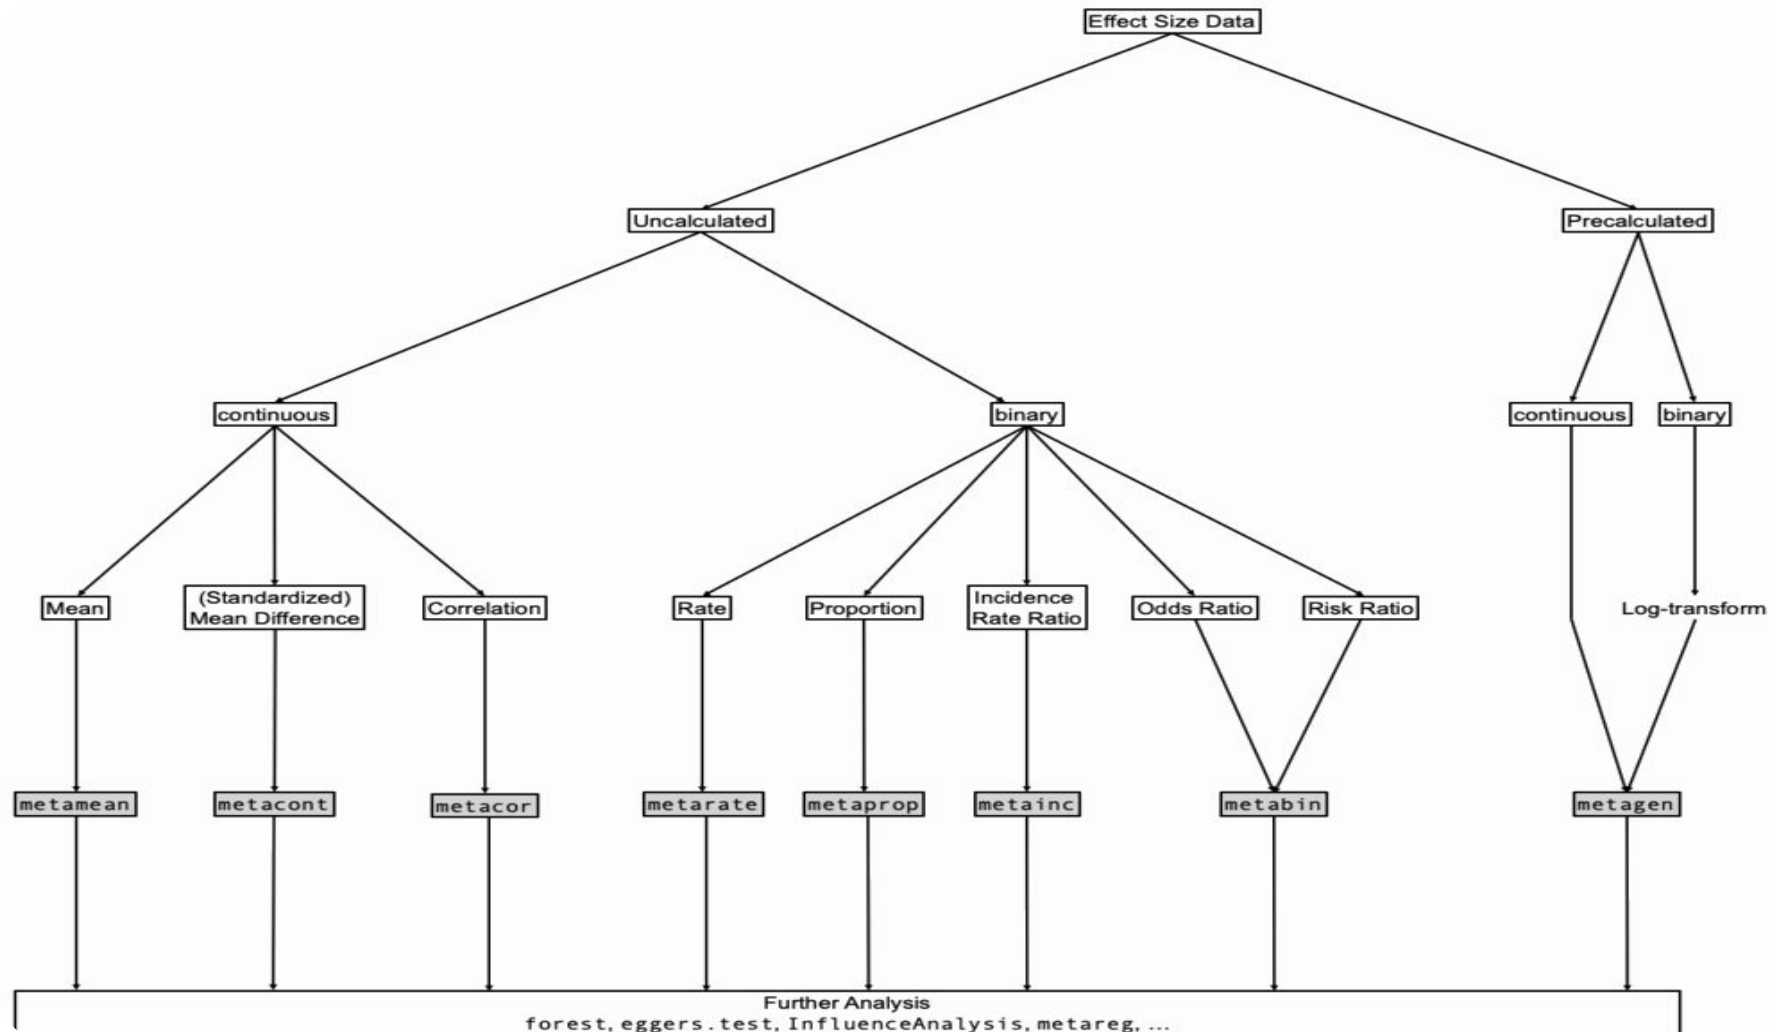 Effect Size Data
Uncalculated
Precalculated
continuous
binary
continuous
binary
Mean
(Standardized)
Mean Difference
Correlation
Rate
Proportion
Incidence
Rate Ratio
Odds Ratio
Risk Ratio
Log-transform
metamean
metacont
metacor
metarate
metaprop
metainc
metabin
metagen
Further Analysis
forest, eggers.test, InfluenceAnalysis, metareg, ...